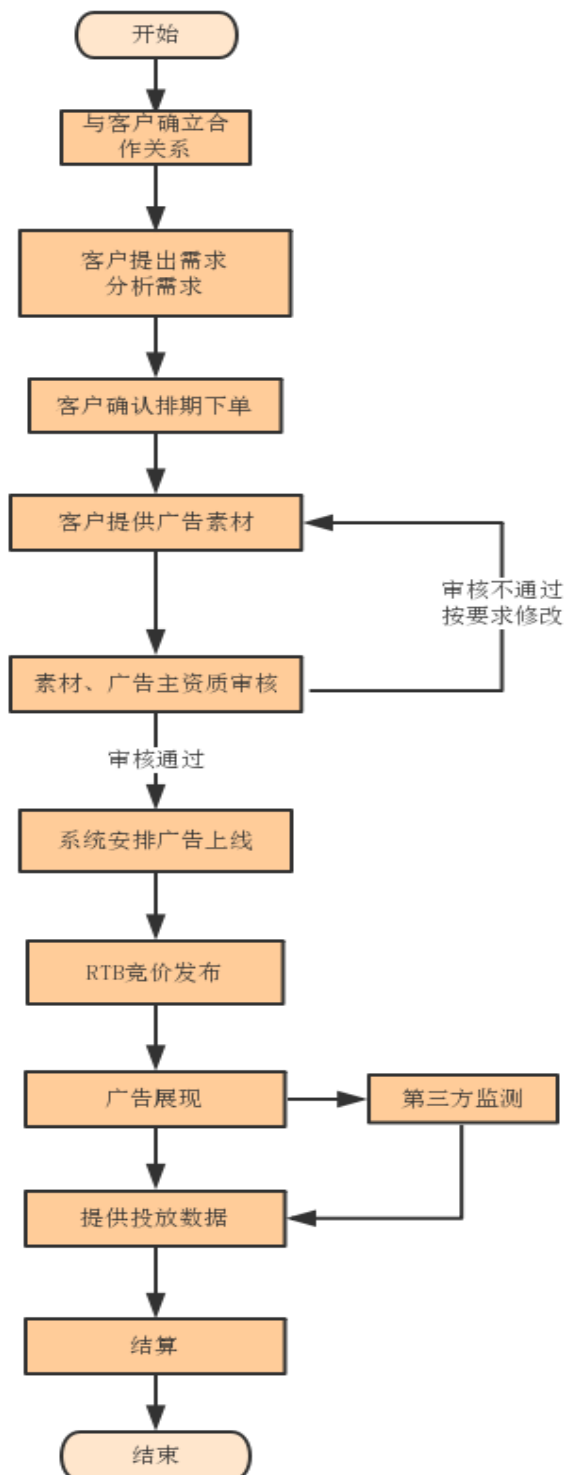 开始
与客户确立合
作关系
客户提出需求
分析需求
客户确认排期下单
客户提供广告素材
审核不通过
按要求修改
素材、广告主资质审核
审核通过
系统安排广告上线
RTB竞价发布
广告展现
第三方监测
提供投放数据
结算
结束